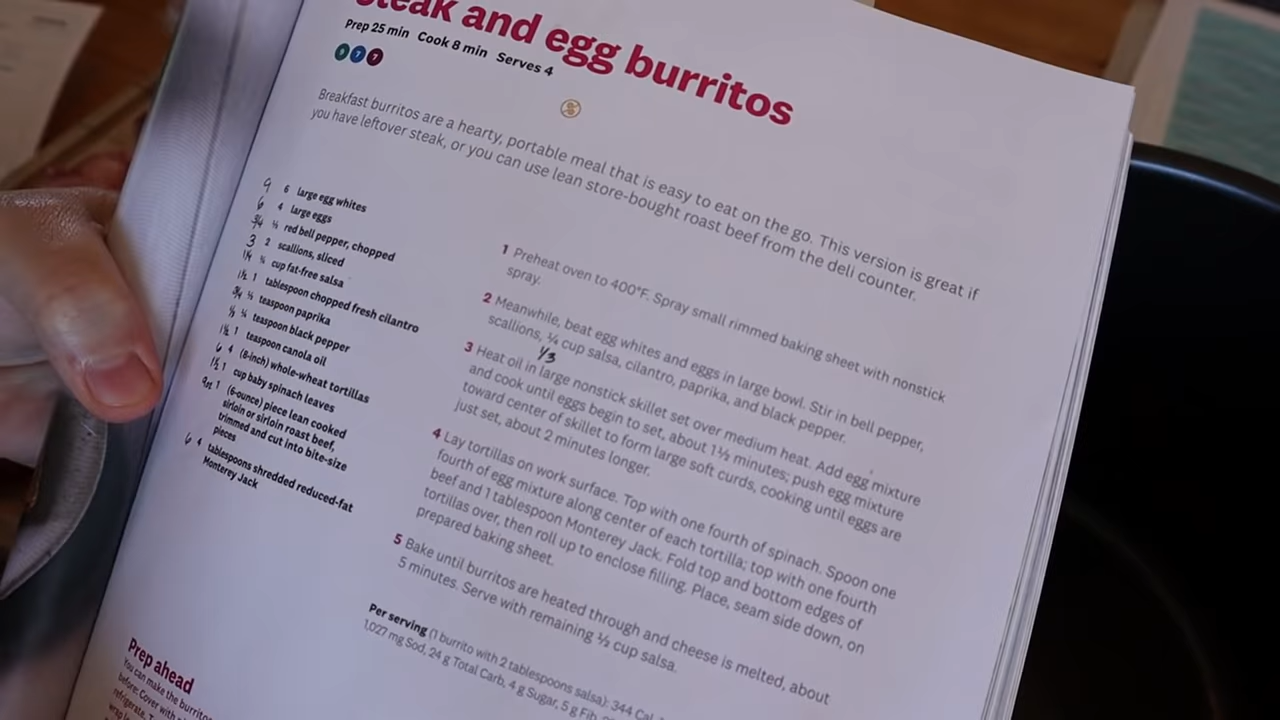 steak and egg burritos
Prep 25 min Cook 8 min Serves 4
7 7
Breakfast burritos are a hearty, portable meal that is easy to eat on the go. This version is great if
you have leftover steak, or you can use lean store-bought roast beef from the deli counter.
9 6 large egg whites
6 4 large eggs
3/4 ½ red bell pepper, chopped
3 2 scallions, sliced
cup fat-free salsa
1½ 1 tablespoon chopped fresh cilantro
3/4 ½ teaspoon paprika
teaspoon black pepper
1½ 1 teaspoon canola oil
6 4 (8-inch) whole-wheat tortillas
1½ 1 cup baby spinach leaves
9oz 1 (6-ounce) piece lean cooked
sirloin or sirloin roast beef,
trimmed and cut into bite-size
pieces
6 4 tablespoons shredded reduced-fat
Monterey Jack
1 Preheat oven to 400°F. Spray small rimmed baking sheet with nonstick
spray.
2 Meanwhile, beat egg whites and eggs in large bowl. Stir in bell pepper,
scallions, ¼ cup salsa, cilantro, paprika, and black pepper.
1/3
3 Heat oil in large nonstick skillet set over medium heat. Add egg mixture
and cook until eggs begin to set, about 1½ minutes; push egg mixture
toward center of skillet to form large soft curds, cooking until eggs are
just set, about 2 minutes longer.
4 Lay tortillas on work surface. Top with one fourth of spinach. Spoon one
fourth of egg mixture along center of each tortilla; top with one fourth
beef and 1 tablespoon Monterey Jack. Fold top and bottom edges of
tortillas over, then roll up to enclose filling. Place, seam side down, on
prepared baking sheet.
5 Bake until burritos are heated through and cheese is melted, about
5 minutes. Serve with remaining ½ cup salsa.
Per serving (1 burrito with 2 tablespoons salsa): 344 Cal,
1,027 mg Sod, 24 g Total Carb, 4 g Sugar, 5 g Fib,
Prep ahead
You can make the burritos
before: Cover with
refrigerate.